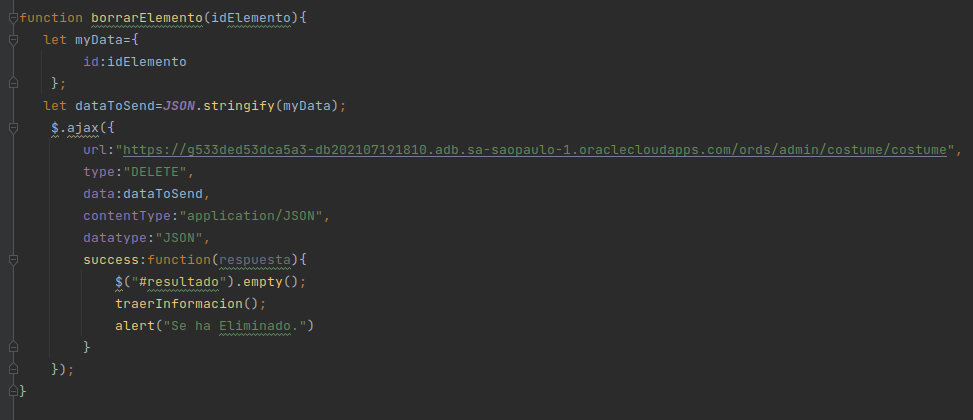 function borrarElemento(idElemento){
let myData={
id:idElemento
};
let dataToSend=JSON.stringify(myData);
$.ajax({
url:"https://g533ded53dca5a3-db202107191810.adb.sa-saopaulo-1.oraclecloudapps.com/ords/admin/costume/costume",
type:"DELETE",
data:dataToSend,
contentType:"application/JSON",
datatype:"JSON",
success:function(respuesta){
$("#resultado").empty();
traerInformacion();
alert("Se ha Eliminado.")
}
});
}